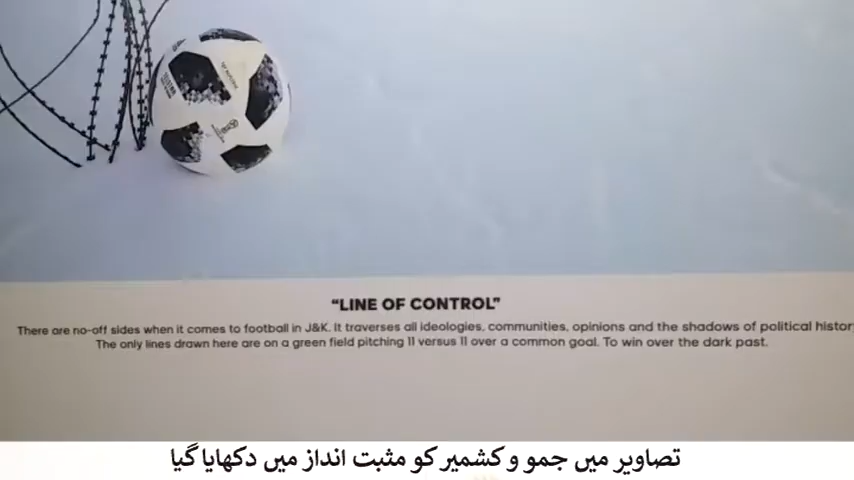 "LINE OF CONTROL"
There are no-off sides when it comes to football in J&K. It traverses all ideologies, communities, opinions and the shadows of political histor
The only lines drawn here are on a green field pitching 11 versus 11 over a common goal. To win over the dark past.
تصاویر میں جمو و کشمیر کو مثبت انداز میں دکھایا گیا